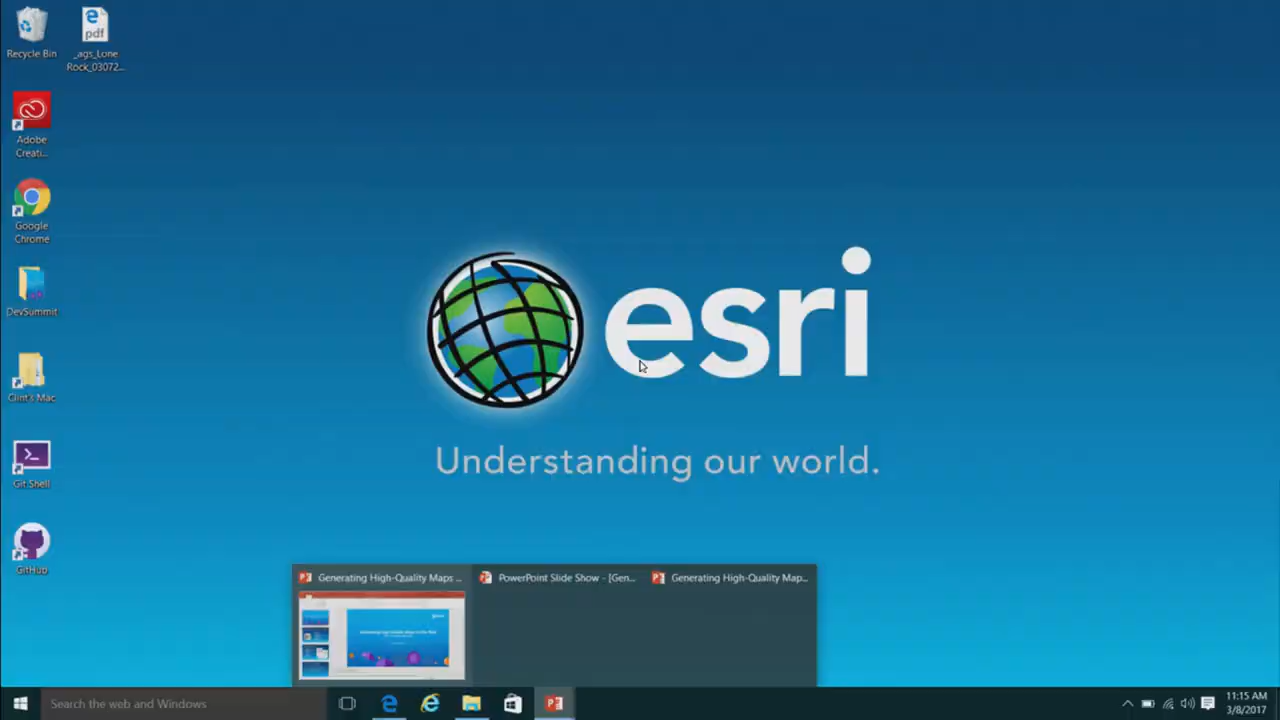 Recycle Bin
pdf
_ags_Lone
Rock_03072...
Adobe
Creati...
Google
Chrome
DevSummit
Clint's Mac
Git Shell
GitHub
esri
Understanding our world.
Generating High-Quality Maps ...
PowerPoint Slide Show - [Gen...
Generating High-Quality Map...
Search the web and Windows
11:15 AM
3/8/2017